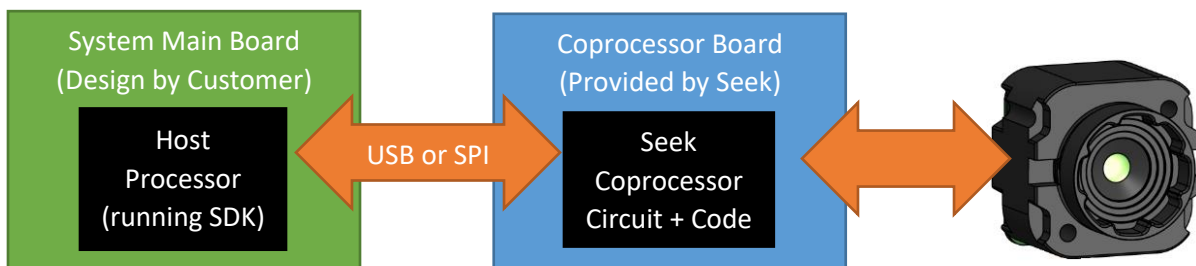 System Main Board
(Design by Customer)
Host
Processor
(running SDK)
USB or SPI
Coprocessor Board
(Provided by Seek)
Seek
Coprocessor
Circuit + Code